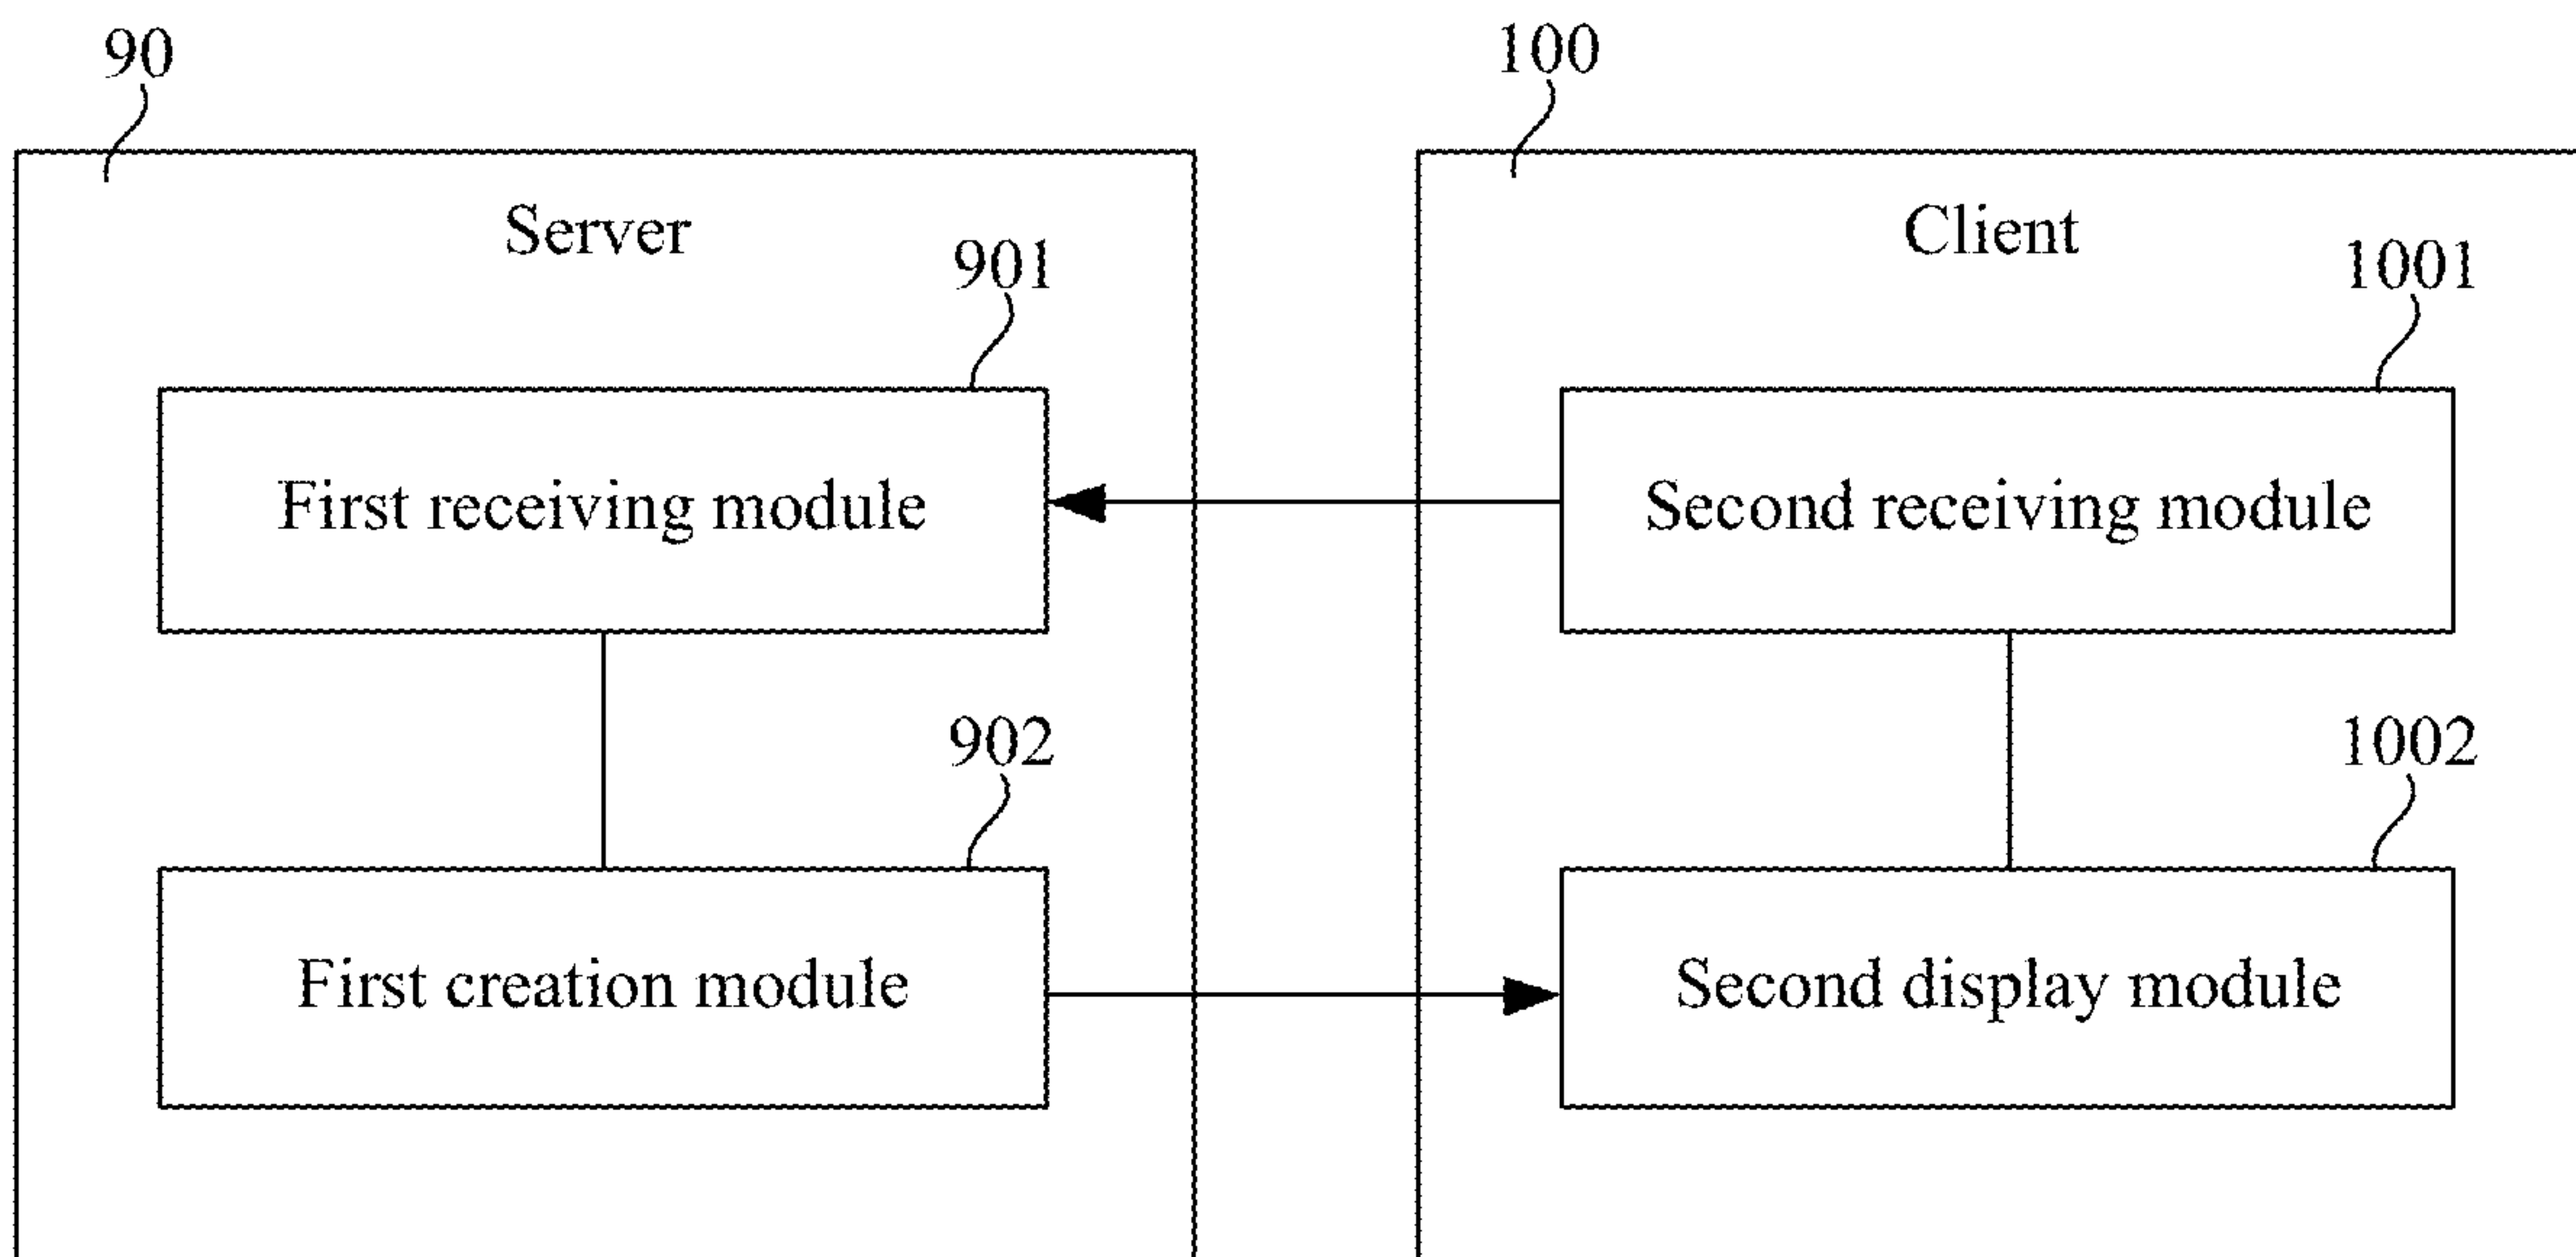 90
100
Server
Client
901
1001
First receiving module
Second receiving module
902
1002
First creation module
Second display module